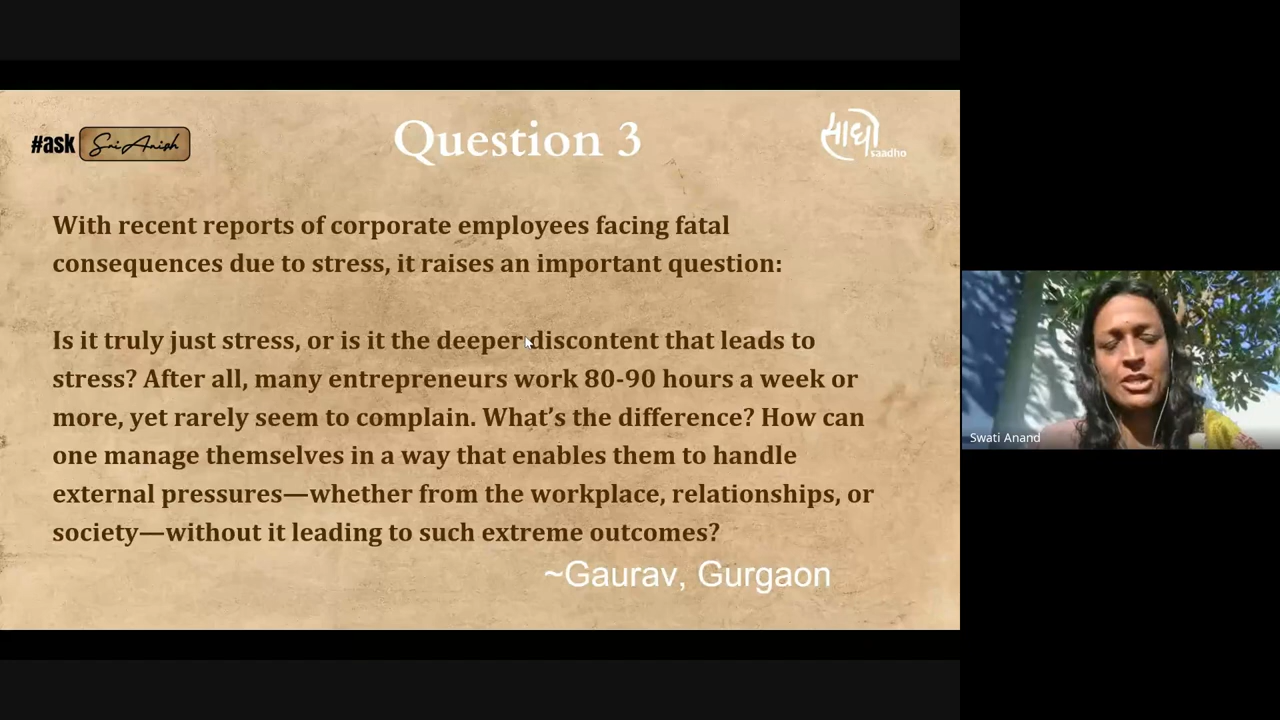 #ask Sri Anish
Question 3
साधो
saadho
With recent reports of corporate employees facing fatal
consequences due to stress, it raises an important question:
Is it truly just stress, or is it the deeper discontent that leads to
stress? After all, many entrepreneurs work 80-90 hours a week or
more, yet rarely seem to complain. What’s the difference? How can
one manage themselves in a way that enables them to handle
external pressures—whether from the workplace, relationships, or
society—without it leading to such extreme outcomes?
~Gaurav, Gurgaon
Swati Anand